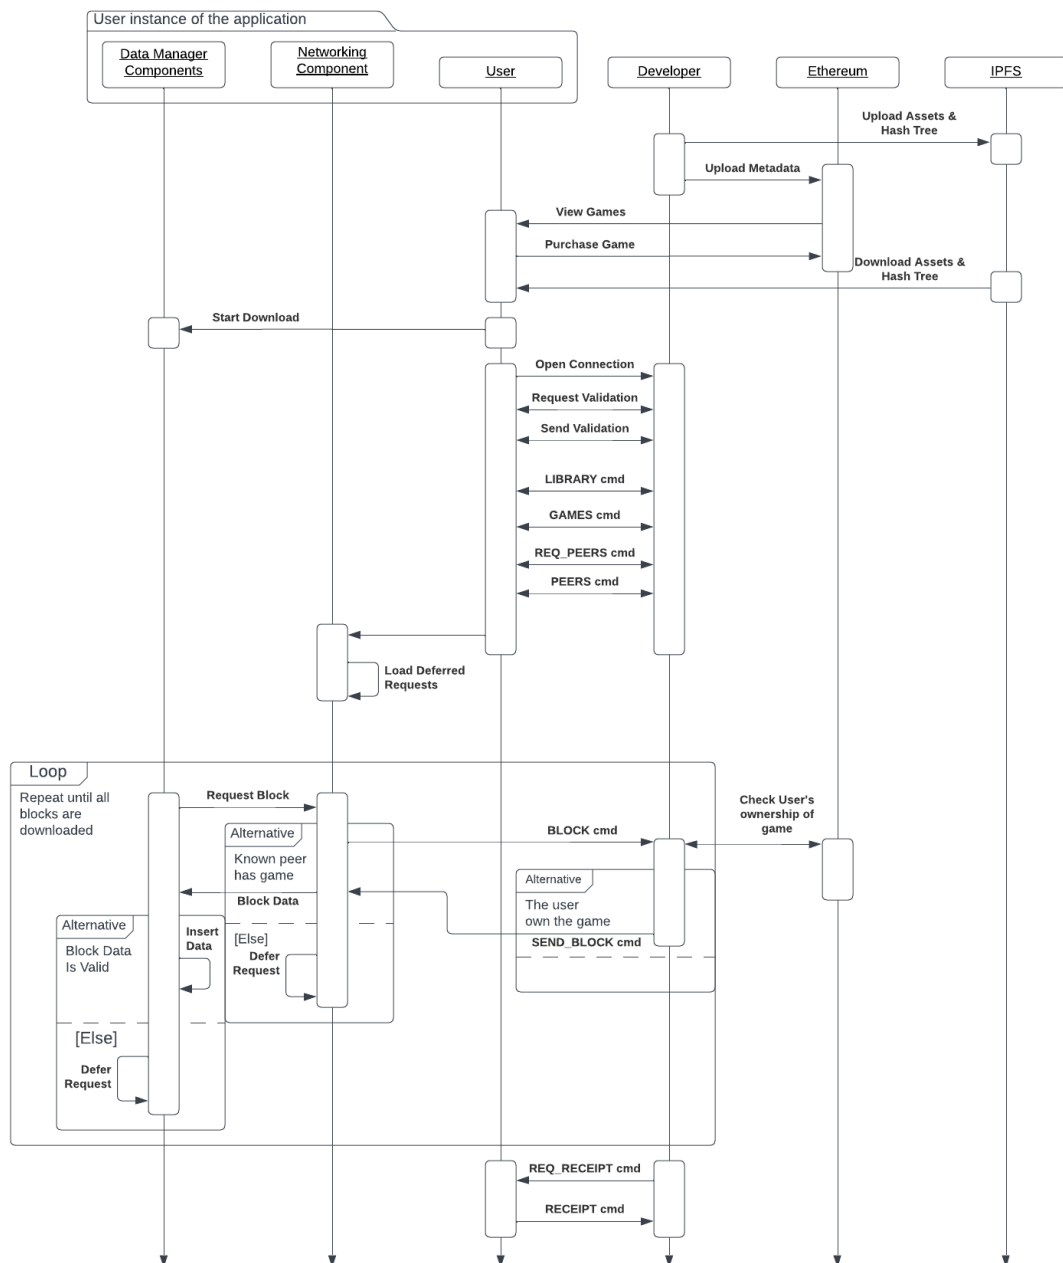 User instance of the application
Data Manager
Components
Networking
Component
User
Developer
Ethereum
IPFS
Upload Assets &
Hash Tree
Upload Metadata
View Games
Purchase Game
Download Assets &
Hash Tree
Start Download
Open Connection
Request Validation
Send Validation
LIBRARY cmd
GAMES cmd
REQ_PEERS cmd
PEERS cmd
Load Deferred
Requests
Loop
Repeat until all
blocks are
downloaded
Request Block
Check User's
ownership of
game
Alternative
Known peer
has game
BLOCK cmd
Block Data
Alternative
The user
own the game
SEND_BLOCK cmd
Alternative
Block Data
Is Valid
Insert
Data
[Else]
Defer
Request
[Else]
Defer
Request
REQ_RECEIPT cmd
RECEIPT cmd